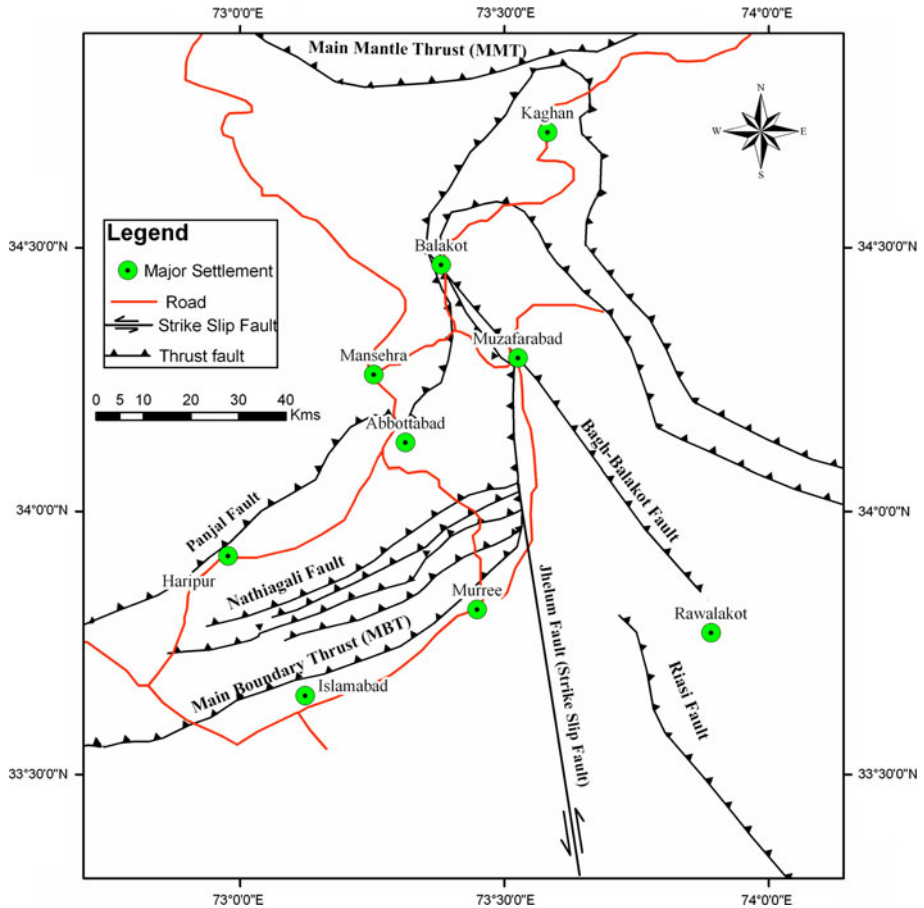 73°0'0"E
73°30'0"E
74°0'0"E
Main Mantle Thrust (MMT)
N
W
E
S
Kaghan
34°30'0"N
34°30'0"N
Legend
Major Settlement
Road
Strike Slip Fault
Thrust fault
Balakot
Muzafarabad
Mansehra
0 5 10 20 30 40
Kms
Abbottabad
Bagh-Balakot Fault
34°0'0"N
34°0'0"N
Panjal Fault
Haripur
Nathiagali Fault
Murree
Jhelum Fault (Strike Slip Fault)
Rawalakot
Main Boundary Thrust (MBT)
Islamabad
Riasi Fault
33°30'0"N
33°30'0"N
73°0'0"E
73°30'0"E
74°0'0"E